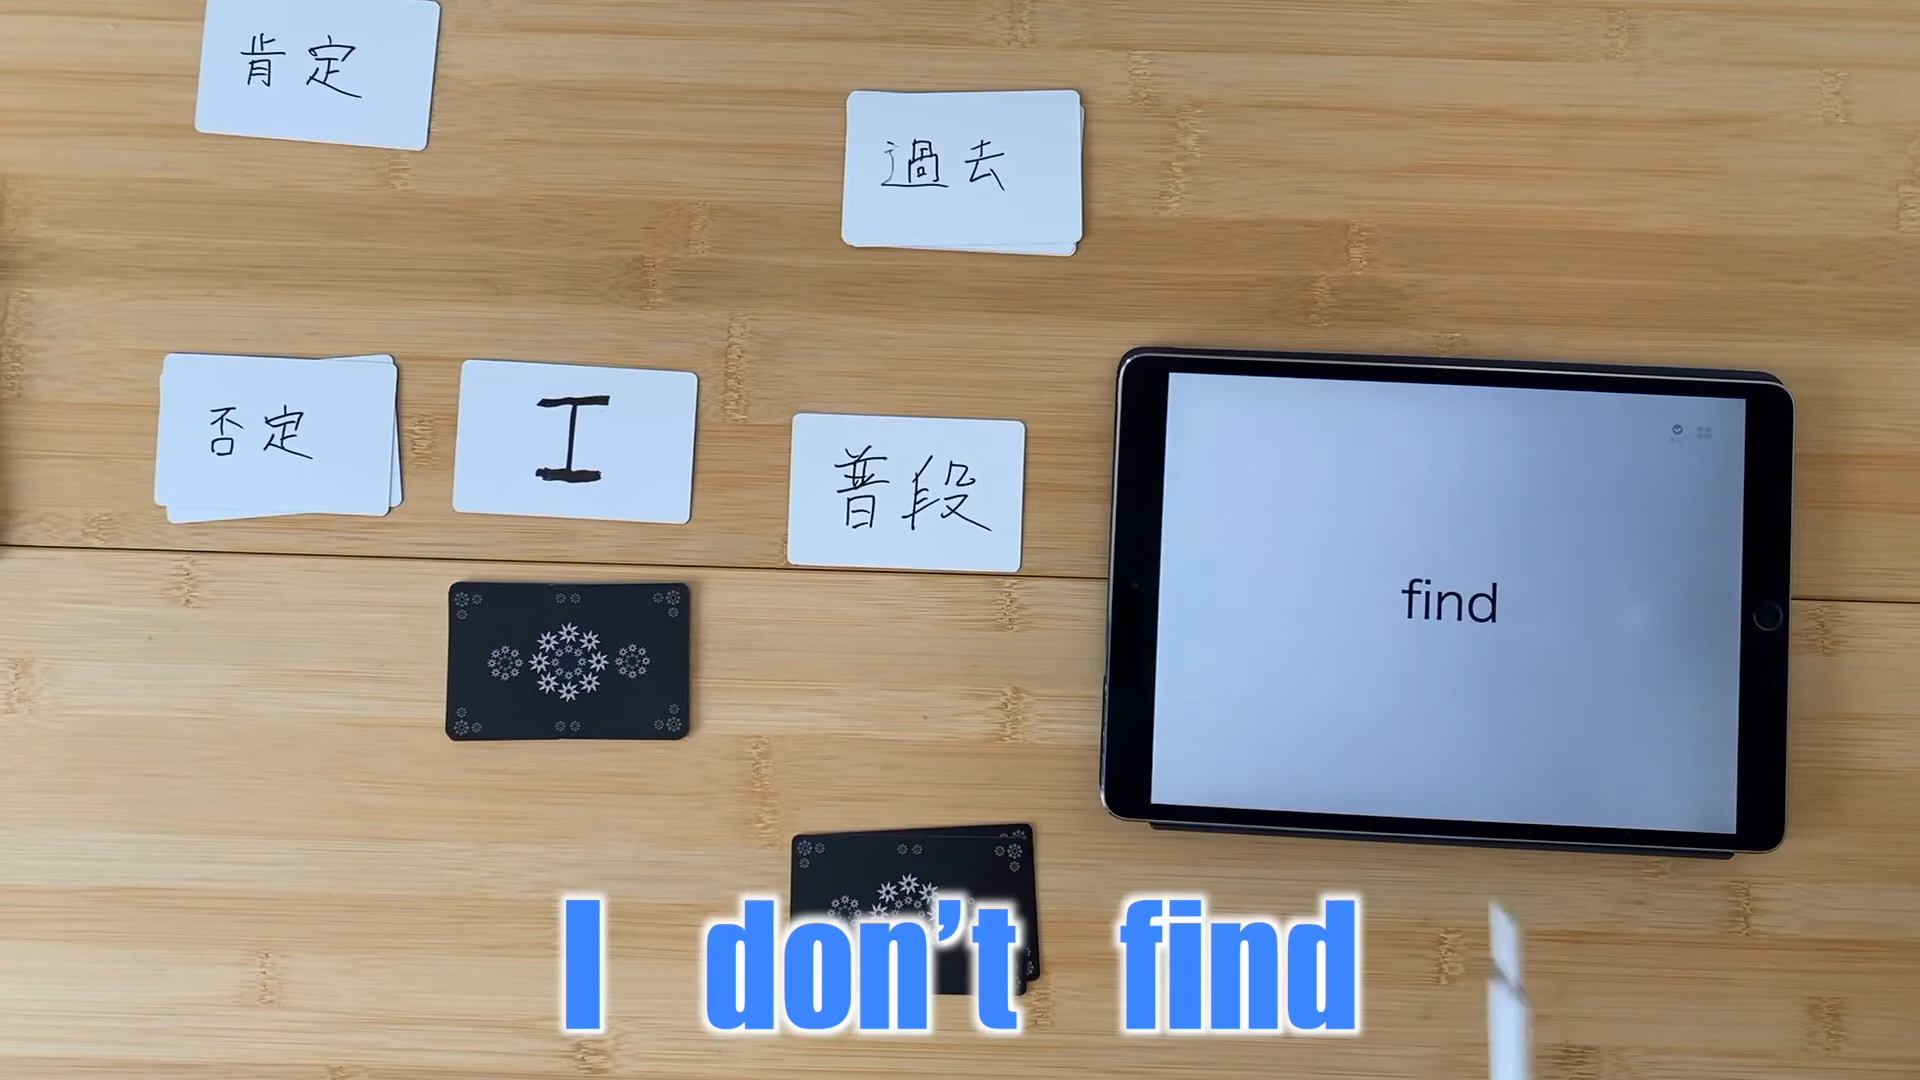 肯定
過去
否定
I
普段
find
I don't find